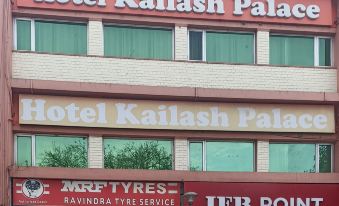 Hotel Kailash Palace
Hotel Kailash Palace
MRF TYRES
RAVINDRA TYRE SERVICE
IFB POINT